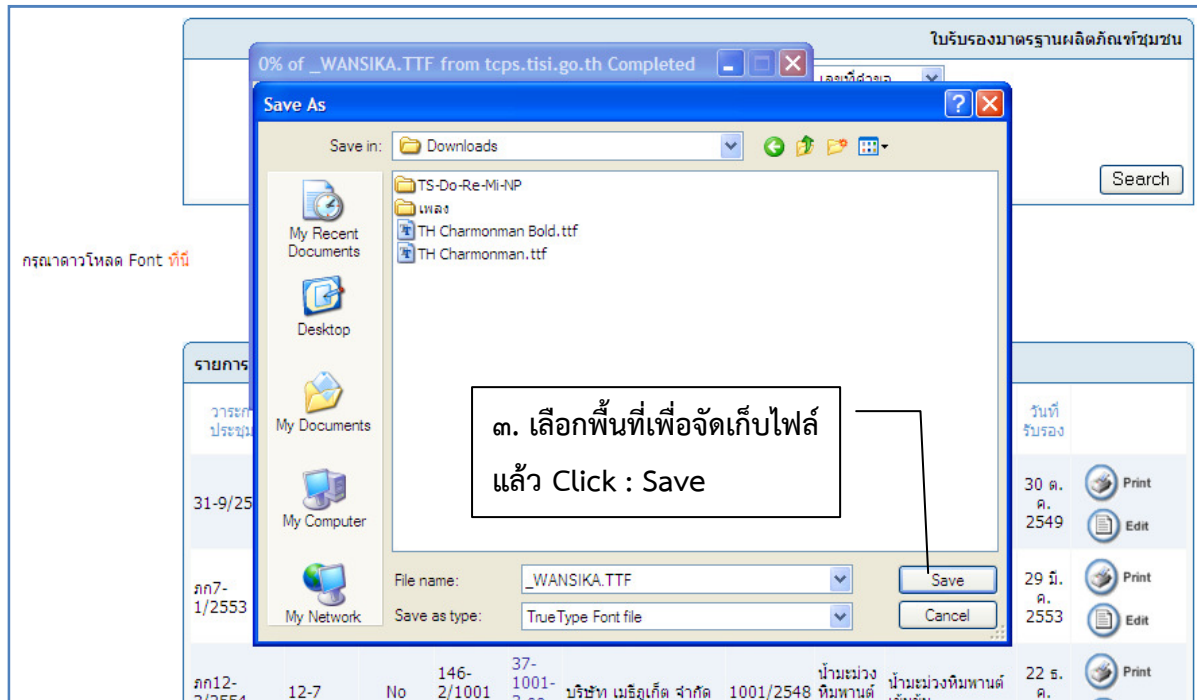 ใบรับรองมาตรฐานผลิตภัณฑ์ชุมชน
0% of _WANSIKA.TTF from tcps.tisi.go.th Completed
เลขที่คำขอ
Save As
Save in: Downloads
TS-Do-Re-Mi-NP
เพลง
TH Charmonman Bold.ttf
TH Charmonman.ttf
My Recent
Documents
Desktop
My Documents
My Computer
My Network
Search
กรุณาดาวโหลด Font ที่นี่
รายการ
๓. เลือกพื้นที่เพื่อจัดเก็บไฟล์
แล้ว Click : Save
File name: _WANSIKA.TTF Save
Save as type: TrueType Font file Cancel
วันที่
รับรอง
31-9/25
30 ต.
ค.
2549
Print
Edit
ภก7-
1/2553
29 มี.
ค.
2553
Print
Edit
ภก12-
12-7 No
146-
2/1001
37-
1001-
บริษัท เมธีภูเก็ต จำกัด 1001/2548
น้ำมะม่วง
หิมพานต์
น้ำมะม่วงหิมพานต์
22 ธ.
ค.
Print